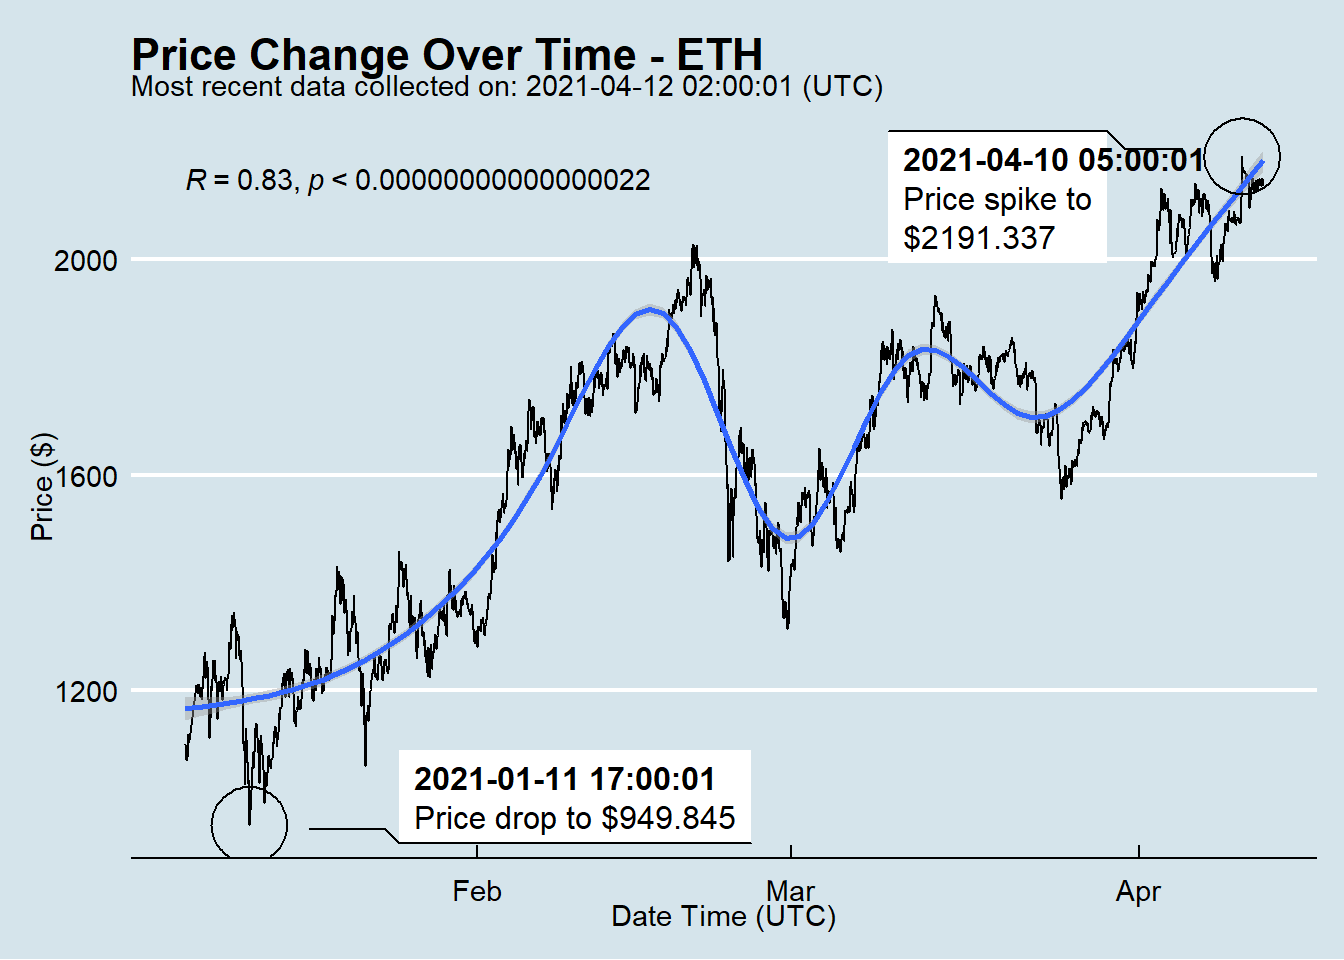 Price Change Over Time - ETH
Most recent data collected on: 2021-04-12 02:00:01 (UTC)
R = 0.83, p < 0.00000000000000022
2021-04-10 05:00:01
Price spike to
$2191.337
2000
1600
1200
Price ($)
2021-01-11 17:00:01
Price drop to $949.845
Feb
Mar
Apr
Date Time (UTC)